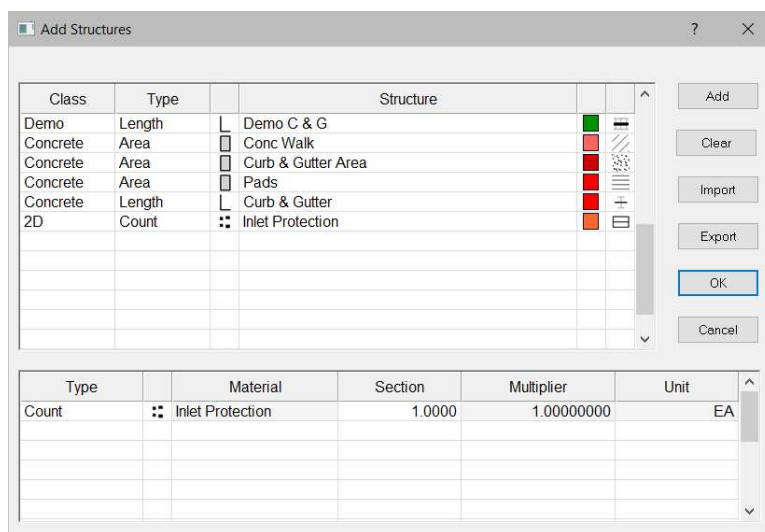 Add Structures ?
Class Type Structure
Demo Length Demo C & G
Concrete Area Conc Walk
Concrete Area Curb & Gutter Area
Concrete Area Pads
Concrete Length Curb & Gutter
2D Count Inlet Protection
Add
Clear
Import
Export
OK
Cancel
Type Material Section Multiplier Unit
Count Inlet Protection 1.0000 1.00000000 EA